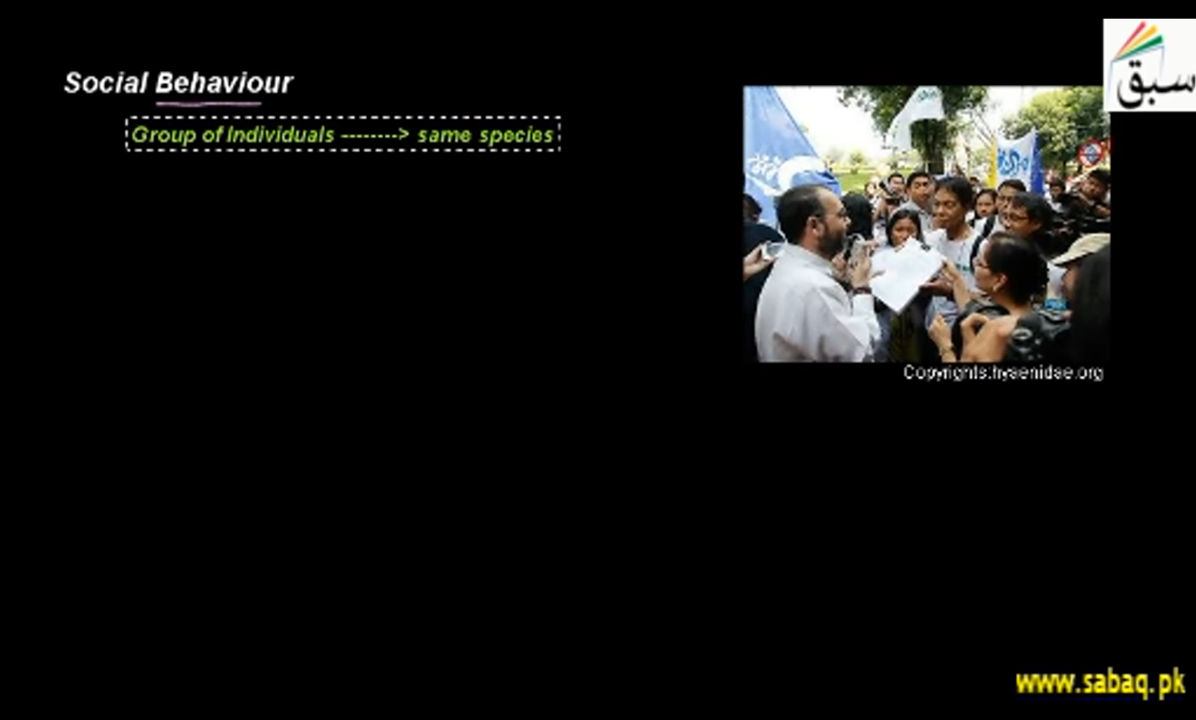 Social Behaviour
Group of Individuals --------> same species
سبق
Copyrights:hyaenidae.org
www.sabaq.pk